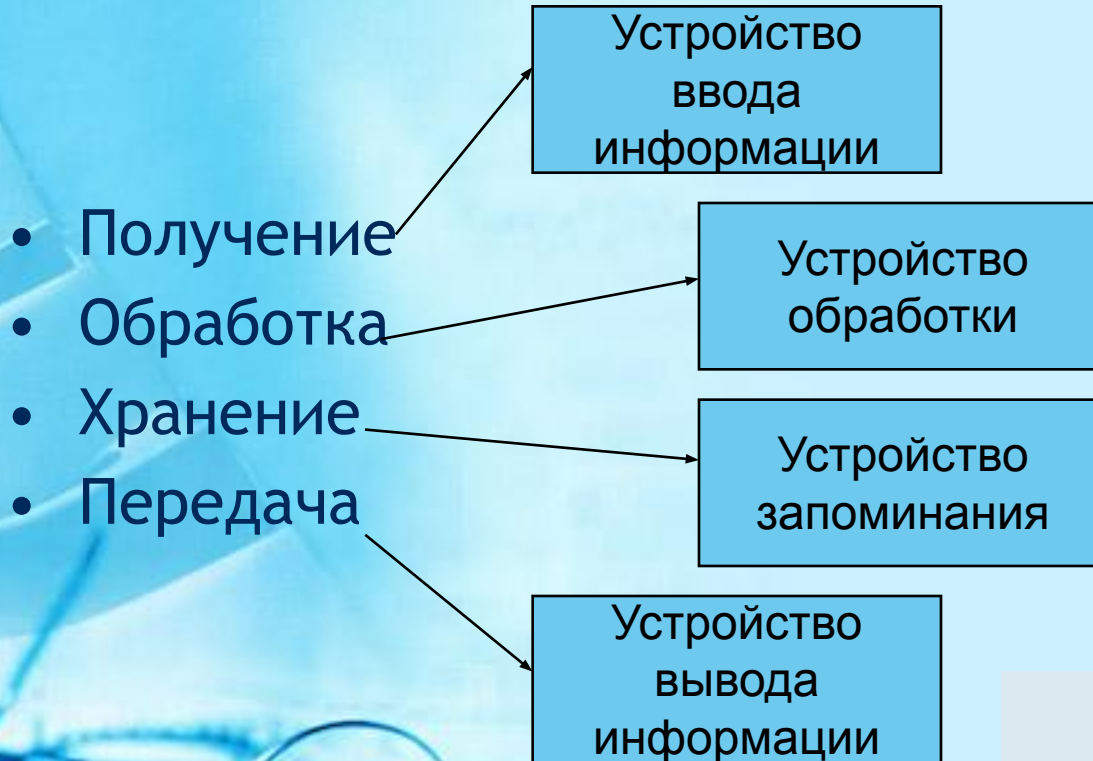 Устройство
ввода
информации
• Получение
• Обработка
• Хранение
• Передача
Устройство
обработки
Устройство
запоминания
Устройство
вывода
информации